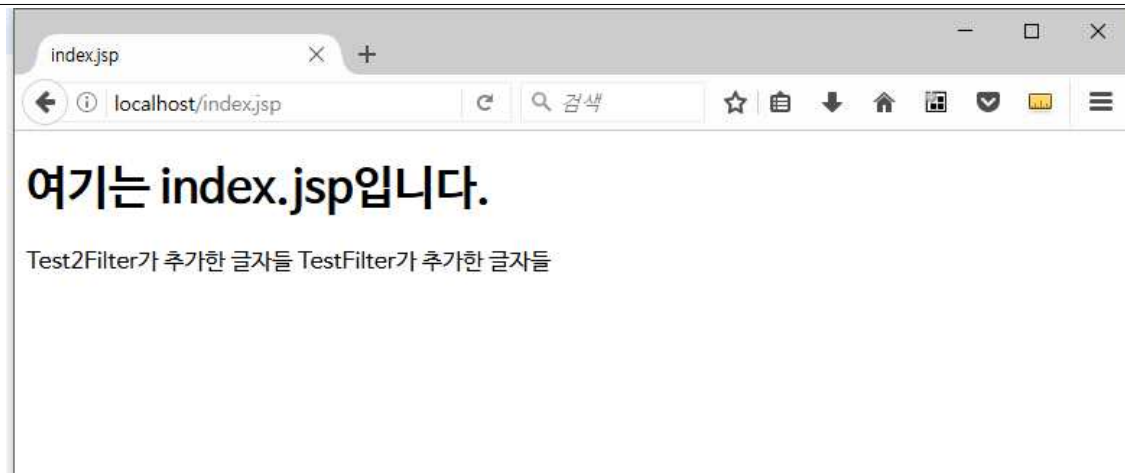 index.jsp
localhost/index.jsp
검색
여기는 index.jsp입니다.
Test2Filter가 추가한 글자들 TestFilter가 추가한 글자들